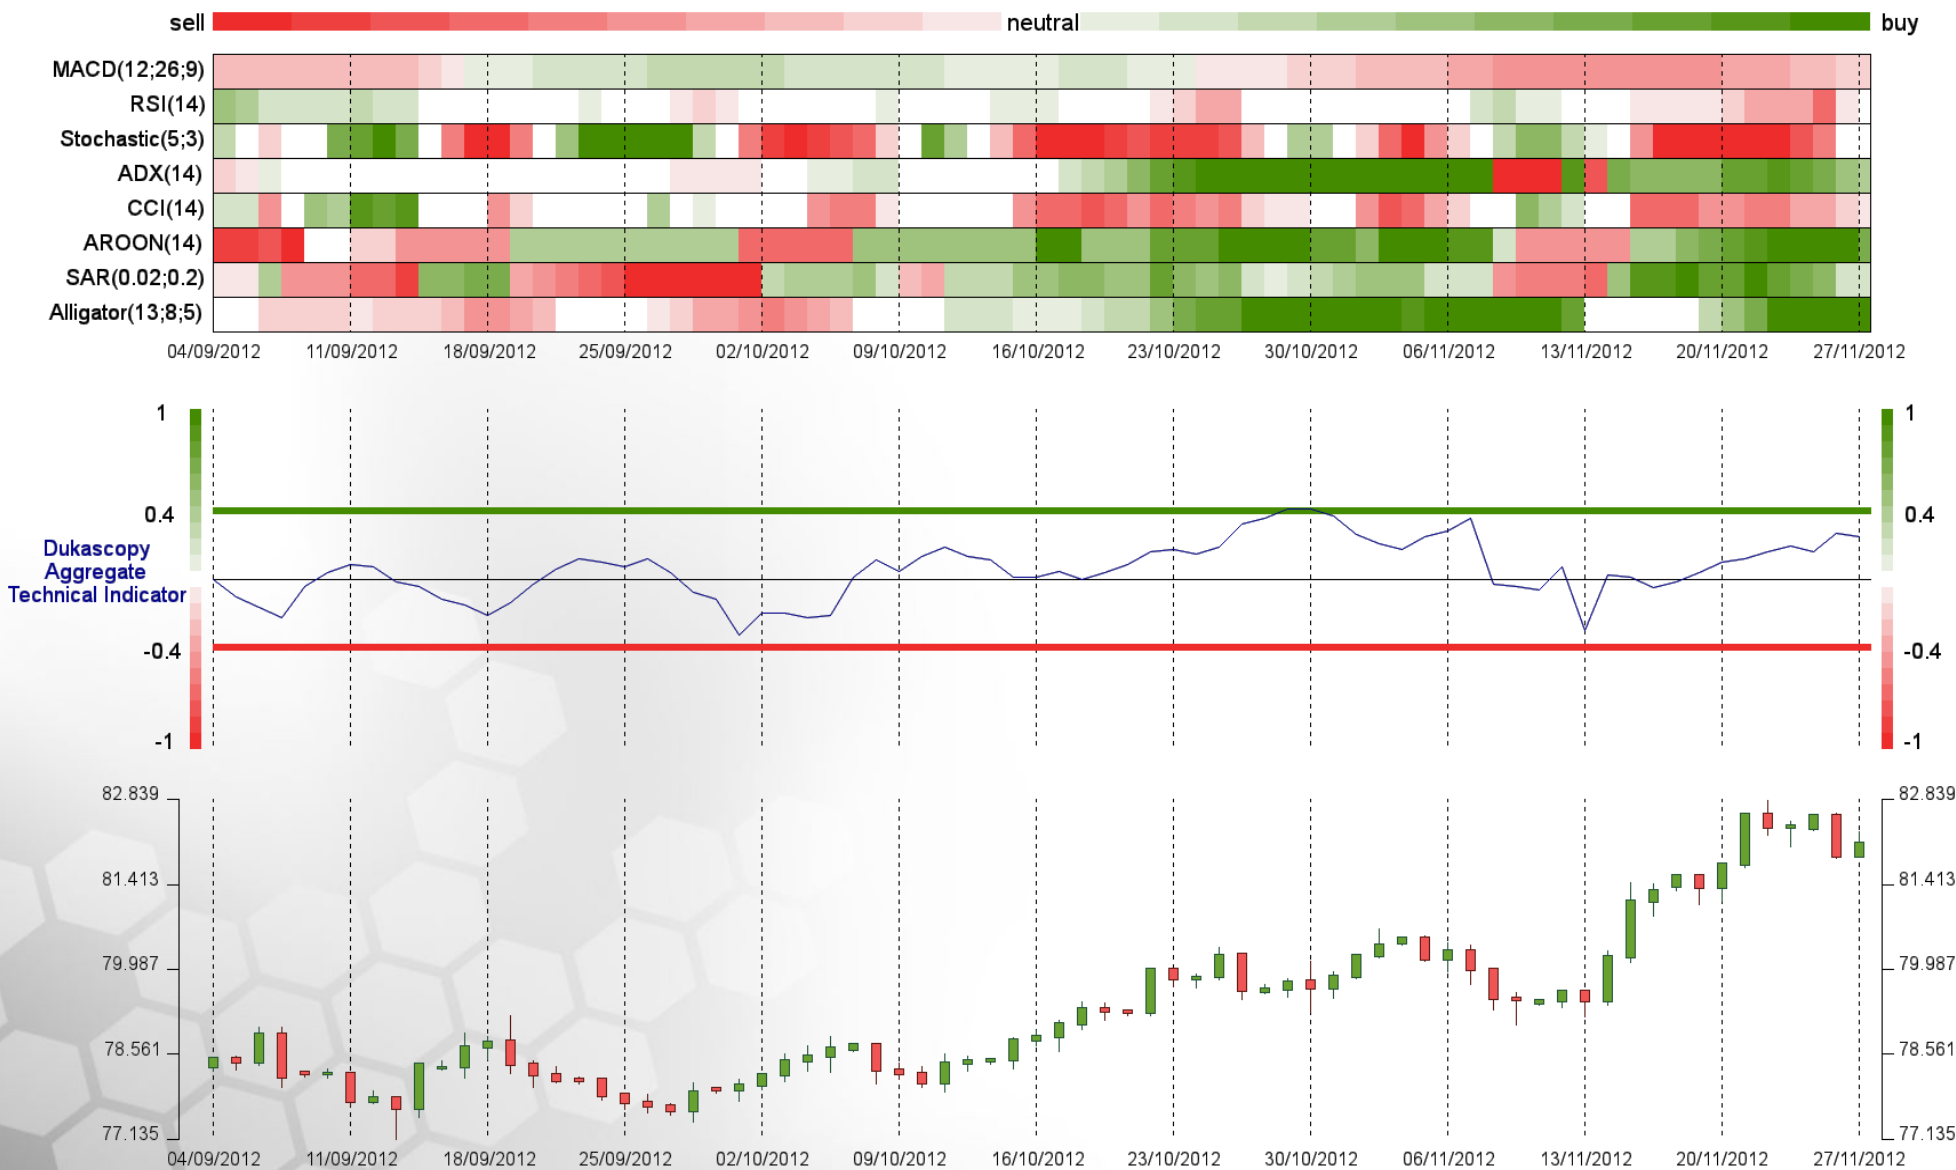 sell neutral buy
MACD(12;26;9)
RSI(14)
Stochastic(5;3)
ADX(14)
CCI(14)
AROON(14)
SAR(0.02;0.2)
Alligator(13;8;5)
04/09/2012 11/09/2012 18/09/2012 25/09/2012 02/10/2012 09/10/2012 16/10/2012 23/10/2012 30/10/2012 06/11/2012 13/11/2012 20/11/2012 27/11/2012
1 1
0.4 0.4
Dukascopy
Aggregate
Technical Indicator
-0.4 -0.4
-1 -1
82.839 82.839
81.413 81.413
79.987 79.987
78.561 78.561
77.135 77.135
04/09/2012 11/09/2012 18/09/2012 25/09/2012 02/10/2012 09/10/2012 16/10/2012 23/10/2012 30/10/2012 06/11/2012 13/11/2012 20/11/2012 27/11/2012